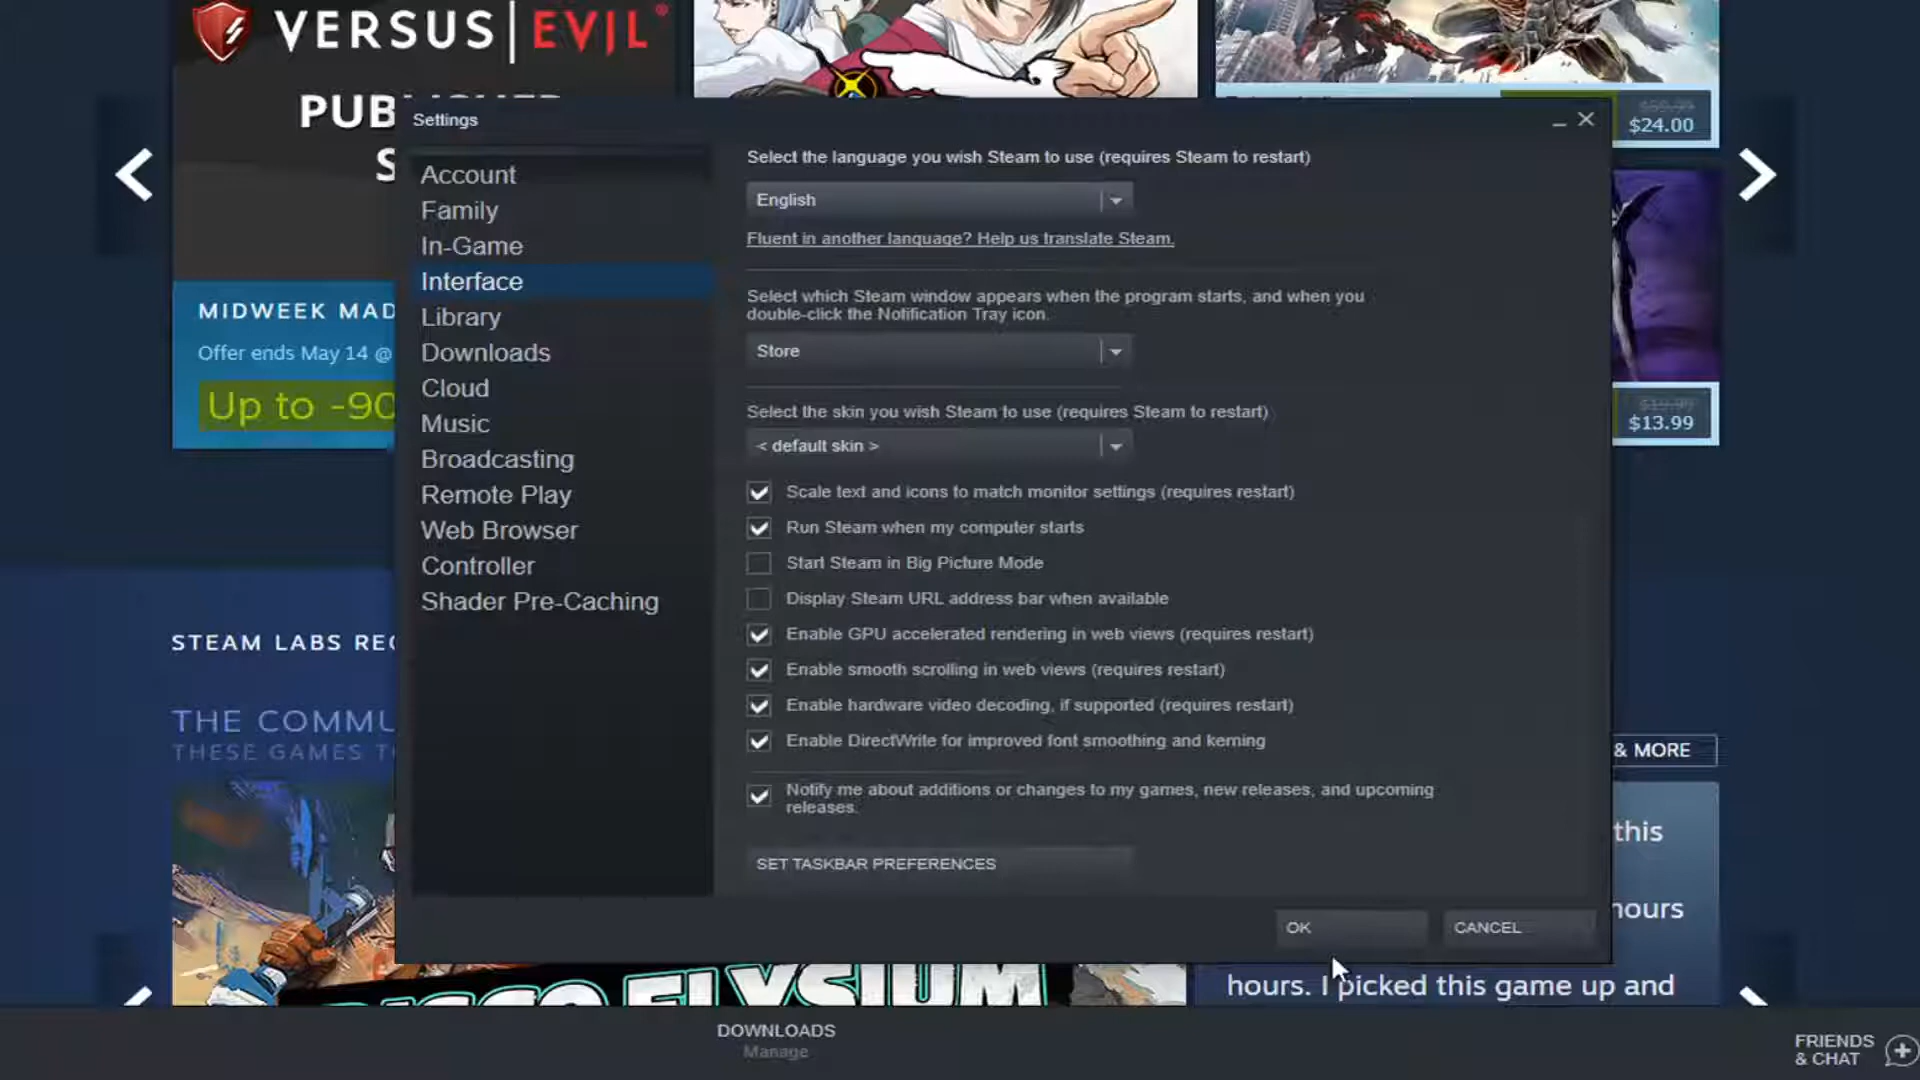 VERSUS EVIL
PUB
S
$24.00
MIDWEEK MAD
Offer ends May 14 @
Up to -90
$19.99
$13.99
STEAM LABS REC
THE COMMU
THESE GAMES T
& MORE
this
hours
hours. I picked this game up and
DISCO ELYSIUM
Settings
Account
Family
In-Game
Interface
Library
Downloads
Cloud
Music
Broadcasting
Remote Play
Web Browser
Controller
Shader Pre-Caching
Select the language you wish Steam to use (requires Steam to restart)
English
Fluent in another language? Help us translate Steam.
Select which Steam window appears when the program starts, and when you
double-click the Notification Tray icon.
Store
Select the skin you wish Steam to use (requires Steam to restart)
< default skin >
Scale text and icons to match monitor settings (requires restart)
Run Steam when my computer starts
Start Steam in Big Picture Mode
Display Steam URL address bar when available
Enable GPU accelerated rendering in web views (requires restart)
Enable smooth scrolling in web views (requires restart)
Enable hardware video decoding, if supported (requires restart)
Enable DirectWrite for improved font smoothing and kerning
Notify me about additions or changes to my games, new releases, and upcoming
releases.
SET TASKBAR PREFERENCES
OK
CANCEL
DOWNLOADS
Manage
FRIENDS
& CHAT